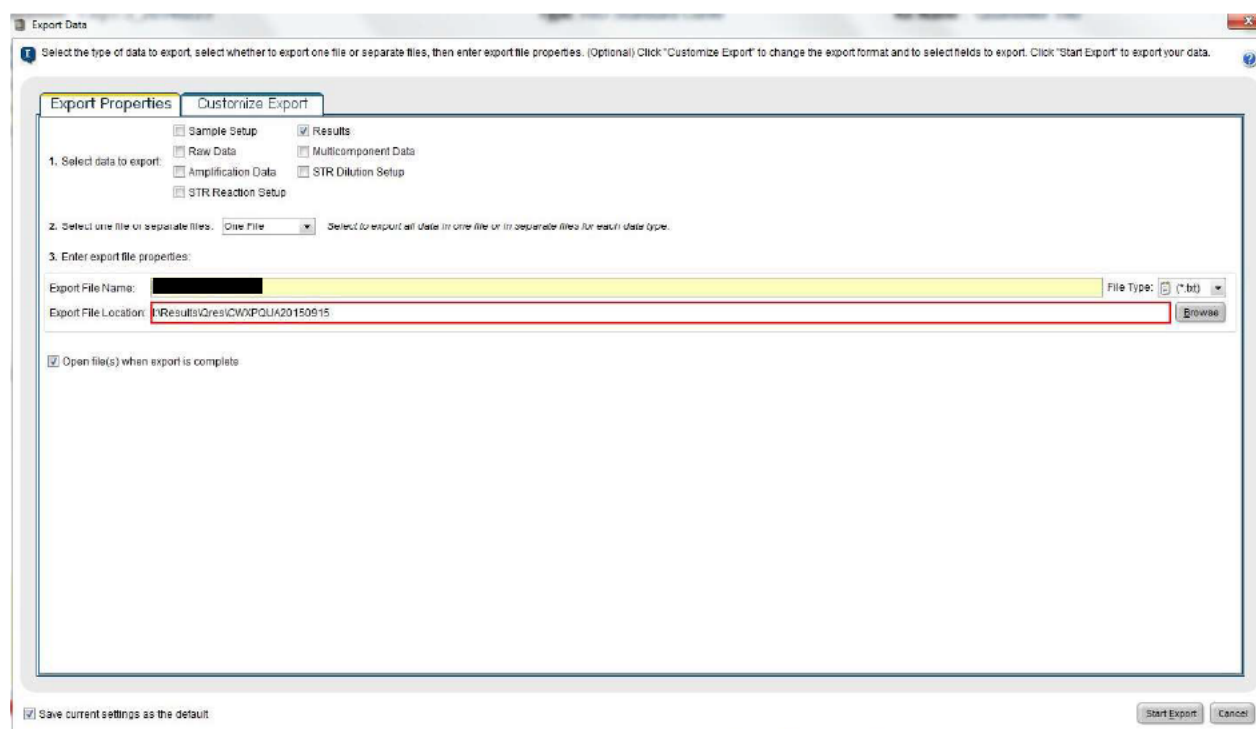 Export Data
Select the type of data to export, select whether to export one file or separate files, then enter export file properties. (Optional) Click "Customize Export" to change the export format and to select fields to export. Click "Start Export" to export your data.
Export Properties Customize Export
Sample Setup Results
1. Select data to export: Raw Data Multicomponent Data
Amplification Data STR Dilution Setup
STR Reaction Setup
2. Select one file or separate files: One File Select to export all data in one file or in separate files for each data type.
3. Enter export file properties:
Export File Name: File Type: (*.txt)
Export File Location: I:\Results\Qres\CWXPQUA20150915 Browse
Open file(s) when export is complete
Save current settings as the default Start Export Cancel